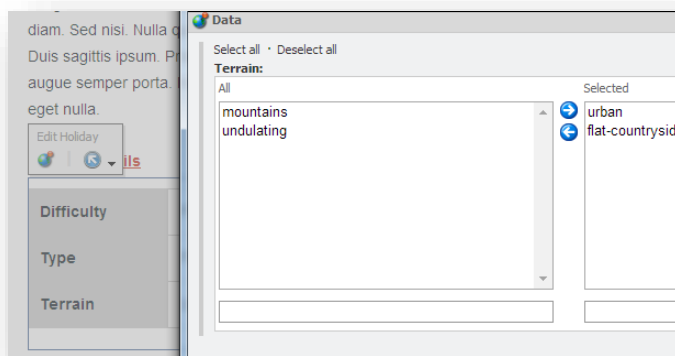 diam. Sed nisi. Nulla q
Duis sagittis ipsum. Pr
augue semper porta.
eget nulla.
Edit Holiday
ils
Difficulty
Type
Terrain
Data
Select all · Deselect all
Terrain:
All
Selected
mountains
undulating
urban
flat-countrysid